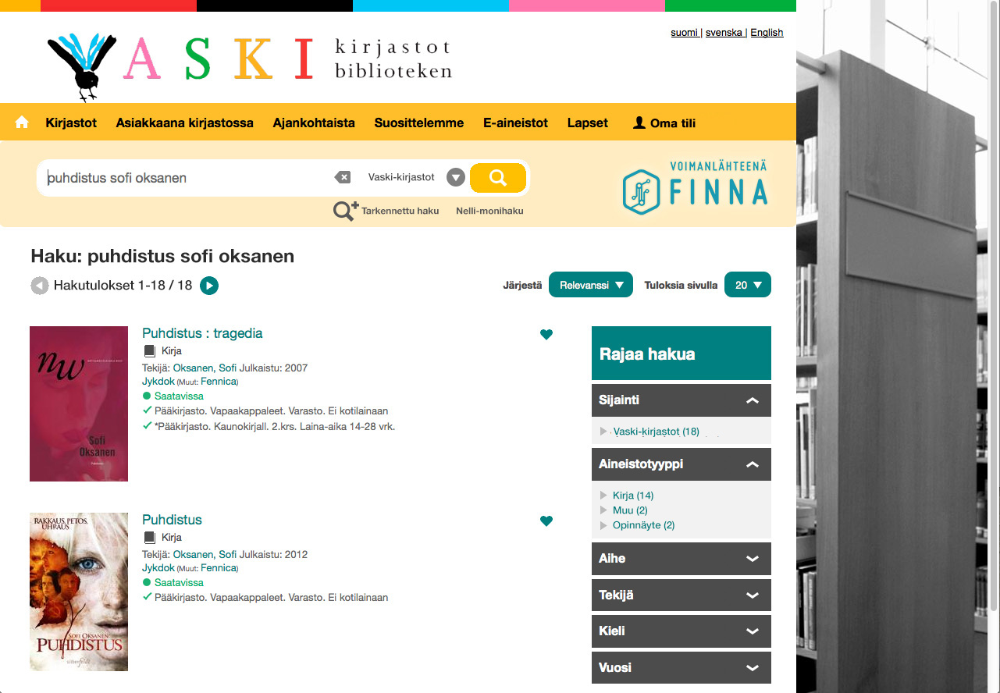 suomi | svenska | English
ASKI
kirjastot
biblioteken
Kirjastot Asiakkaana kirjastossa Ajankohtaista Suosittelemme E-aineistot Lapset Oma tili
puhdistus sofi oksanen Vaski-kirjastot
Tarkennettu haku Nelli-monihaku
VOIMANLÄHTEENÄ
FINNA
Haku: puhdistus sofi oksanen
Hakutulokset 1-18 / 18
Järjestä Relevanssi Tuloksia sivulla 20
nw
Sofi
Oksanen
Puhdistus : tragedia
Kirja
Tekijä: Oksanen, Sofi Julkaistu: 2007
Jykdok (Muut: Fennica)
Saatavissa
Pääkirjasto. Vapaakappaleet. Varasto. Ei kotilainaan
*Pääkirjasto. Kaunokirjall. 2.krs. Laina-aika 14-28 vrk.
RAKKAUS, PETOS,
UHRAUS
SOFI OKSANEN
PUHDISTUS
silberfeldt
Puhdistus
Kirja
Tekijä: Oksanen, Sofi Julkaistu: 2012
Jykdok (Muut: Fennica)
Saatavissa
Pääkirjasto. Vapaakappaleet. Varasto. Ei kotilainaan
Rajaa hakua
Sijainti
Vaski-kirjastot (18)
Aineistotyyppi
Kirja (14)
Muu (2)
Opinnäyte (2)
Aihe
Tekijä
Kieli
Vuosi